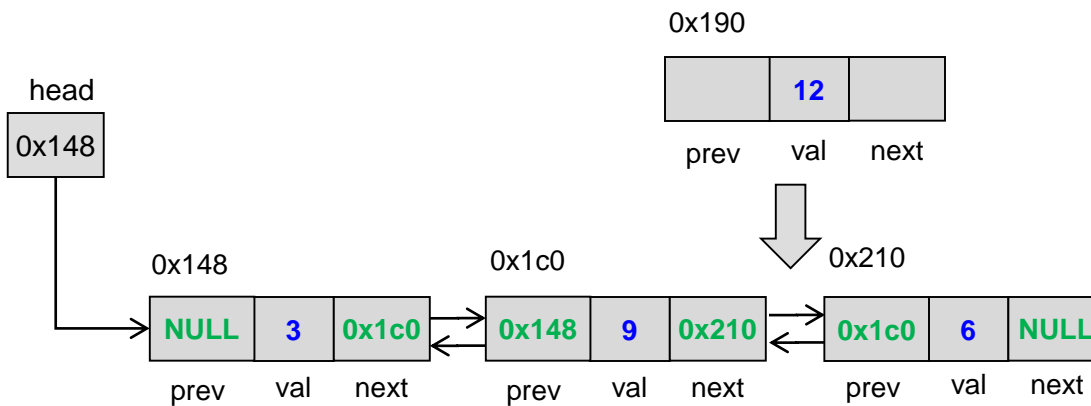 0x190
12
prev val next
head
0x148
0x148 0x1c0 0x210
NULL 3 0x1c0 0x148 9 0x210 0x1c0 6 NULL
prev val next prev val next prev val next